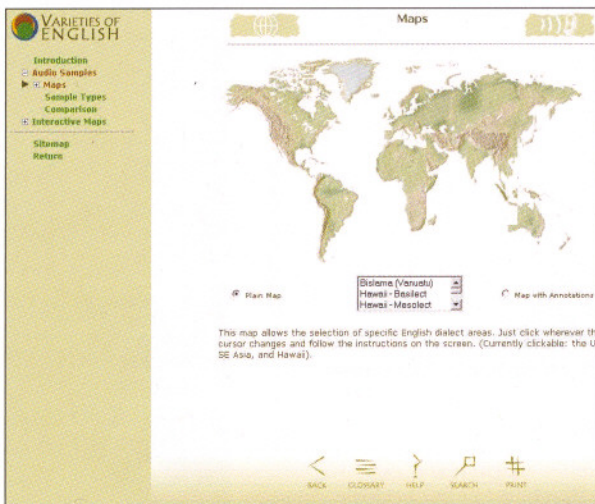 VARIETIES OF
ENGLISH
Introduction
Audio Samples
Maps
Sample Types
Comparison
Interactive Maps
Sitemap
Return
Maps
Plain Map
Bislama (Vanuatu)
Hawaii - Basilect
Hawaii - Mesolect
Map with Annotations
This map allows the selection of specific English dialect areas. Just click wherever th
cursor changes and follow the instructions on the screen. (Currently clickable: the U
SE Asia, and Hawaii).
BACK GLOSSARY HELP SEARCH PRINT